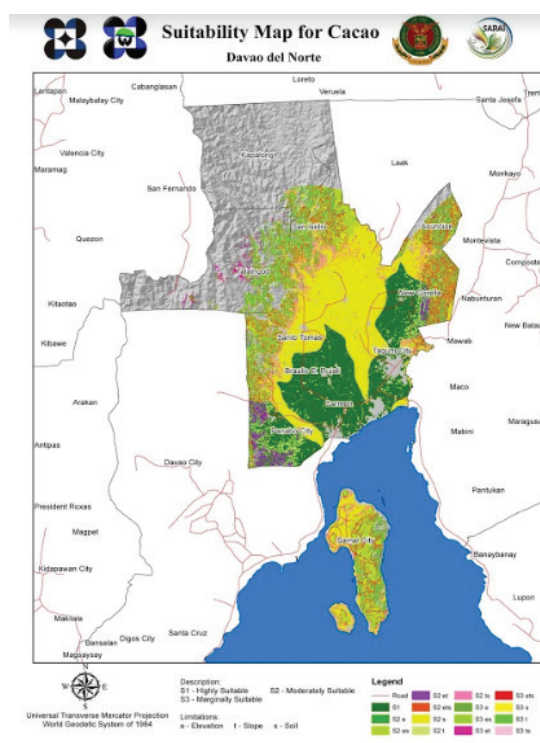 Suitability Map for Cacao
Davao del Norte
SARAI
Cabanglasan
Loreto
Veruela
Lantapan
Malaybalay City
Santa Josefa
Trent
Valencia City
Kapalong
Laak
Maramag
Monkayo
San Fernando
San Isidro
Asuncion
Quezon
Montevista
Talaingod
Compostela
New Corella
Nabunturan
Kitaotao
New Bataan
Santo Tomas
Kibawe
Mawab
Tagum City
Braulio E. Dujali
Maco
Arakan
Carmen
Maragusan
Panabo City
Mabini
Antipas
Davao City
Pantukan
President Roxas
Magpet
Samal City
Banaybanay
Kidapawan City
Lupon
Makilala
Santa Cruz
Digos City
Bansalan
Magsaysay
N
W E
S
Universal Transverse Mercator Projection
World Geodetic System of 1984
Description:
S1 - Highly Suitable S2 - Moderately Suitable
S3 - Marginally Suitable
Limitations:
e - Elevation t - Slope s - Soil
Legend
Road S2 et S2 ts S3 ets
S1 S2 ets S3 e S3 s
S2 e S2 s S3 es S3 t
S2 es S2 t S3 et S3 ts